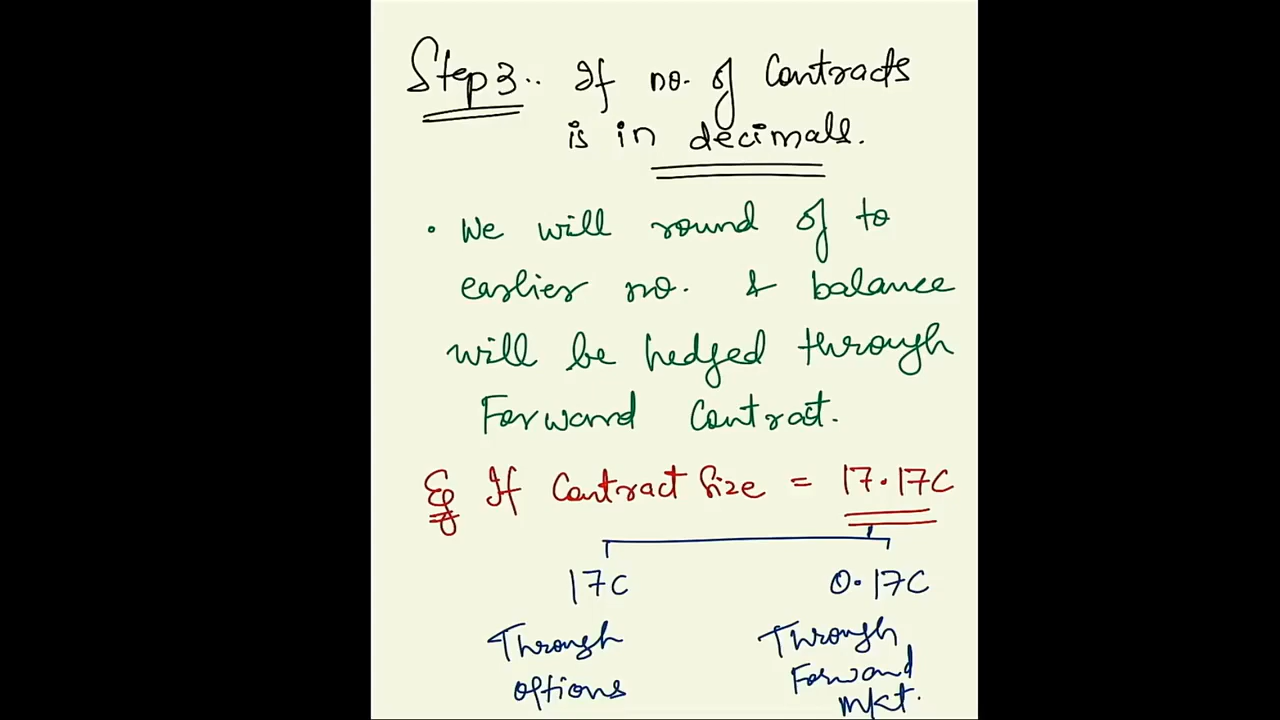 Step 3.. If no. of Contracts
is in decimals.
• We will round of to
earlier no. & balance
will be hedged through
Forward Contract.
Eg If Contract Size = 17.17C
17C 0.17C
Through Through
options Forward
mkt.